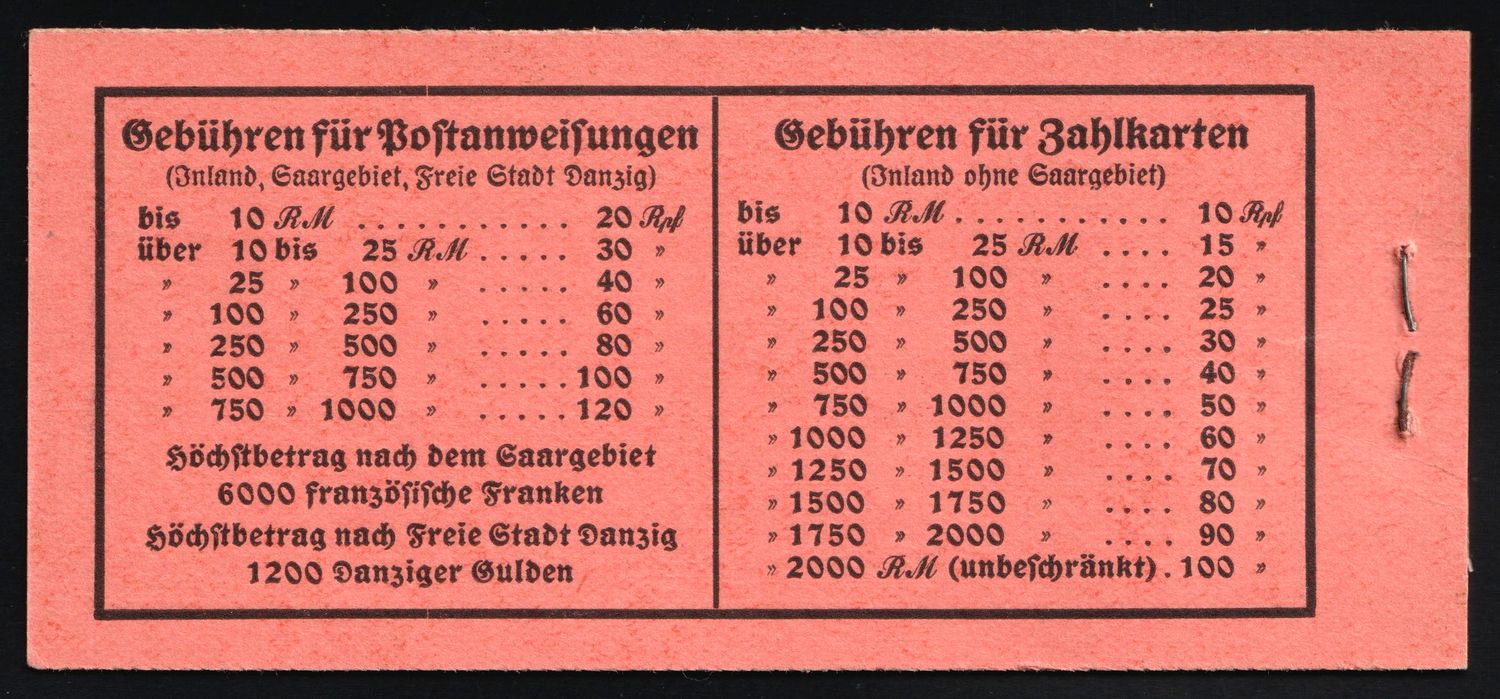 Gebühren für Postanweisungen
(Inland, Saargebiet, Freie Stadt Danzig)
bis 10 RM . . . . . . . . . . . 20 Rpf
über 10 bis 25 RM . . . . . 30 "
" 25 " 100 " . . . . . 40 "
" 100 " 250 " . . . . . 60 "
" 250 " 500 " . . . . . 80 "
" 500 " 750 " . . . . . 100 "
" 750 " 1000 " . . . . . 120 "
Höchstbetrag nach dem Saargebiet
6000 französische Franken
Höchstbetrag nach Freie Stadt Danzig
1200 Danziger Gulden
Gebühren für Zahlkarten
(Inland ohne Saargebiet)
bis 10 RM . . . . . . . . . . . 10 Rpf
über 10 bis 25 RM . . . . 15 "
" 25 " 100 " . . . . 20 "
" 100 " 250 " . . . . 25 "
" 250 " 500 " . . . . 30 "
" 500 " 750 " . . . . 40 "
" 750 " 1000 " . . . . 50 "
" 1000 " 1250 " . . . . 60 "
" 1250 " 1500 " . . . . 70 "
" 1500 " 1750 " . . . . 80 "
" 1750 " 2000 " . . . . 90 "
" 2000 RM (unbeschränkt) . 100 "